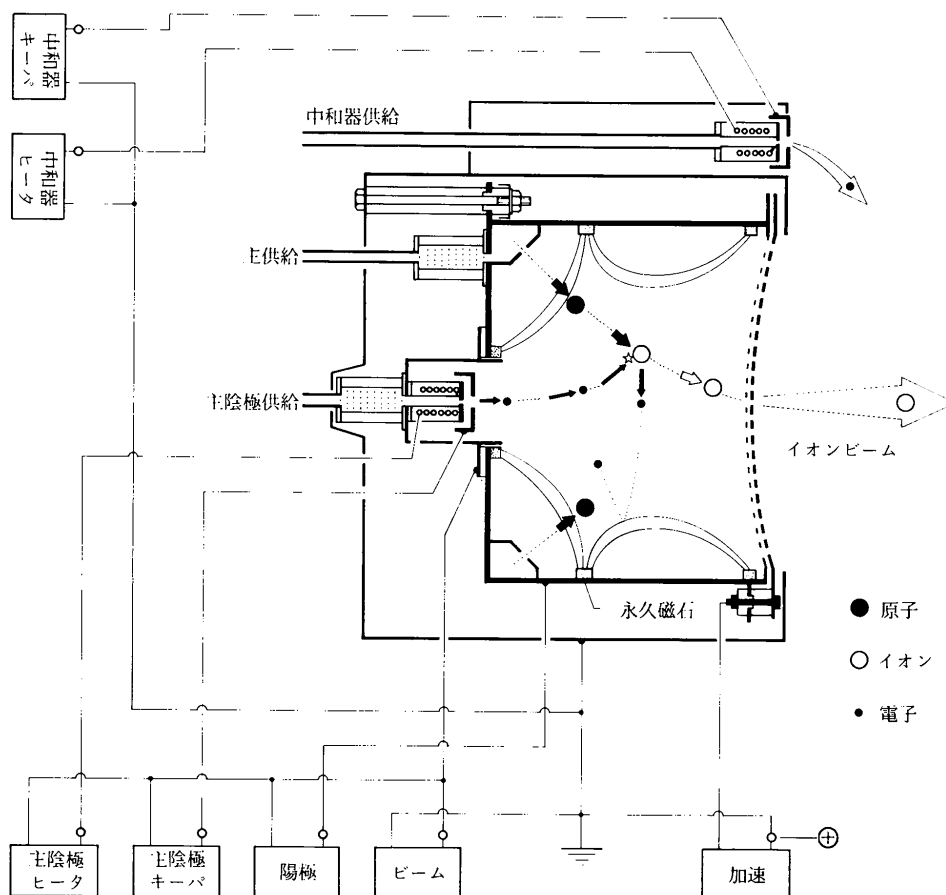 中和器
キーパ
中和器
ヒータ
中和器供給
主供給
主陰極供給
イオンビーム
永久磁石
原子
イオン
電子
主陰極
ヒータ
主陰極
キーパ
陽極
ビーム
加速